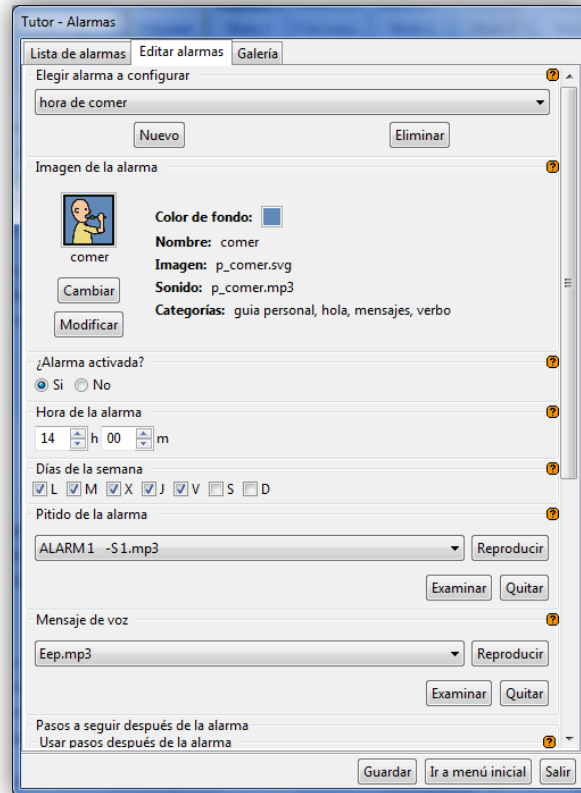 Tutor - Alarmas
Lista de alarmas Editar alarmas Galería
Elegir alarma a configurar ?
hora de comer
Nuevo Eliminar
Imagen de la alarma ?
comer
Cambiar
Modificar
Color de fondo:
Nombre: comer
Imagen: p_comer.svg
Sonido: p_comer.mp3
Categorías: guia personal, hola, mensajes, verbo
¿Alarma activada? ?
Si No
Hora de la alarma ?
14 h 00 m
Días de la semana ?
L M X J V S D
Pitido de la alarma ?
ALARM1 -S1.mp3 Reproducir
Examinar Quitar
Mensaje de voz ?
Eep.mp3 Reproducir
Examinar Quitar
Pasos a seguir después de la alarma
Usar pasos después de la alarma ?
Guardar Ir a menú inicial Salir